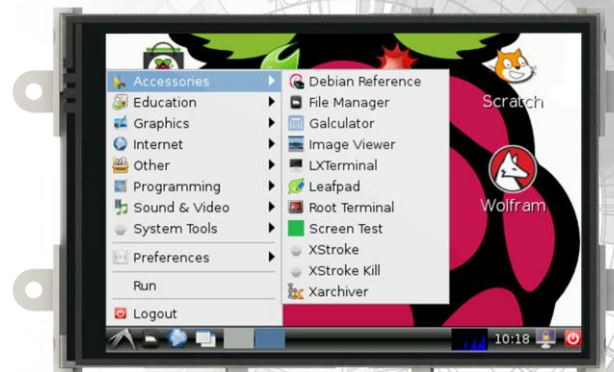 Accessories
Education
Graphics
Internet
Other
Programming
Sound & Video
System Tools
Preferences
Run
Logout
Debian Reference
File Manager
Galculator
Image Viewer
LXTerminal
Leafpad
Root Terminal
Screen Test
XStroke
XStroke Kill
Xarchiver
Scratch
Wolfram
10:18